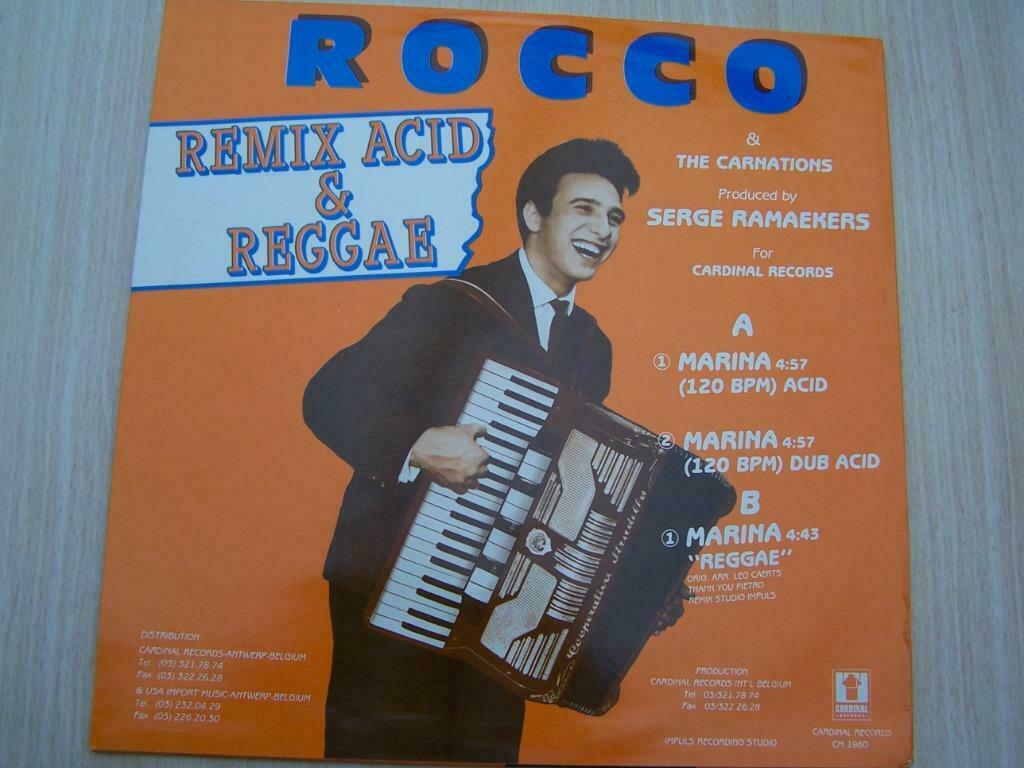 ROCCO
REMIX ACID
&
REGGAE
&
THE CARNATIONS
Produced by
SERGE RAMAEKERS
For
CARDINAL RECORDS
A
1 MARINA 4:57
(120 BPM) ACID
2 MARINA 4:57
(120 BPM) DUB ACID
B
1 MARINA 4:43
"REGGAE"
ORIG. ARR. LEO CAERTS
THANK YOU PIETRO
REMIX STUDIO IMPULS
Cooperativa
DISTRIBUTION:
CARDINAL RECORDS-ANTWERP-BELGIUM
Tel. (03) 321.78.74
Fax (03) 322.26.28
& USA IMPORT MUSIC-ANTWERP-BELGIUM
Tel. (03) 232.04.29
Fax (03) 226.20.30
PRODUCTION
CARDINAL RECORDS INT'L BELGIUM
Tel 03/321.78.74
Fax 03/322.26.28
IMPULS RECORDING STUDIO
CARDINAL
RECORDS
CARDINAL RECORDS
CM 1960